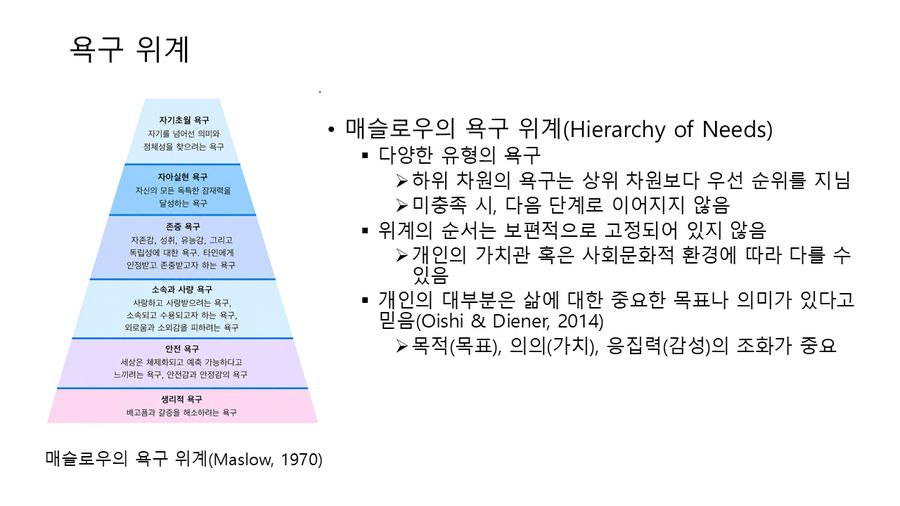 욕구 위계
자기초월 욕구
자기를 넘어선 의미와
정체성을 찾으려는 욕구
자아실현 욕구
자신의 모든 독특한 잠재력을
달성하는 욕구
존중 욕구
자존감, 성취, 유능감, 그리고
독립성에 대한 욕구. 타인에게
인정받고 존중받고자 하는 욕구
소속과 사랑 욕구
사랑하고 사랑받으려는 욕구,
소속되고 수용되고자 하는 욕구,
외로움과 소외감을 피하려는 욕구
안전 욕구
세상은 체제화되고 예측 가능하다고
느끼려는 욕구, 안전감과 안정감의 욕구
생리적 욕구
배고픔과 갈증을 해소하려는 욕구
매슬로우의 욕구 위계(Maslow, 1970)
• 매슬로우의 욕구 위계(Hierarchy of Needs)
▪ 다양한 유형의 욕구
➢하위 차원의 욕구는 상위 차원보다 우선 순위를 지님
➢미충족 시, 다음 단계로 이어지지 않음
▪ 위계의 순서는 보편적으로 고정되어 있지 않음
➢개인의 가치관 혹은 사회문화적 환경에 따라 다를 수
있음
▪ 개인의 대부분은 삶에 대한 중요한 목표나 의미가 있다고
믿음(Oishi & Diener, 2014)
➢목적(목표), 의의(가치), 응집력(감성)의 조화가 중요